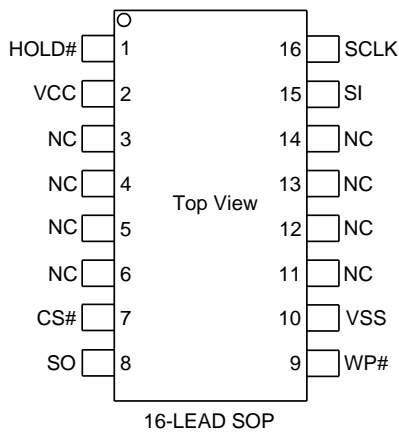 HOLD# 1 16 SCLK
VCC 2 15 SI
NC 3 14 NC
NC 4 13 NC
Top View
NC 5 12 NC
NC 6 11 NC
CS# 7 10 VSS
SO 8 9 WP#
16-LEAD SOP